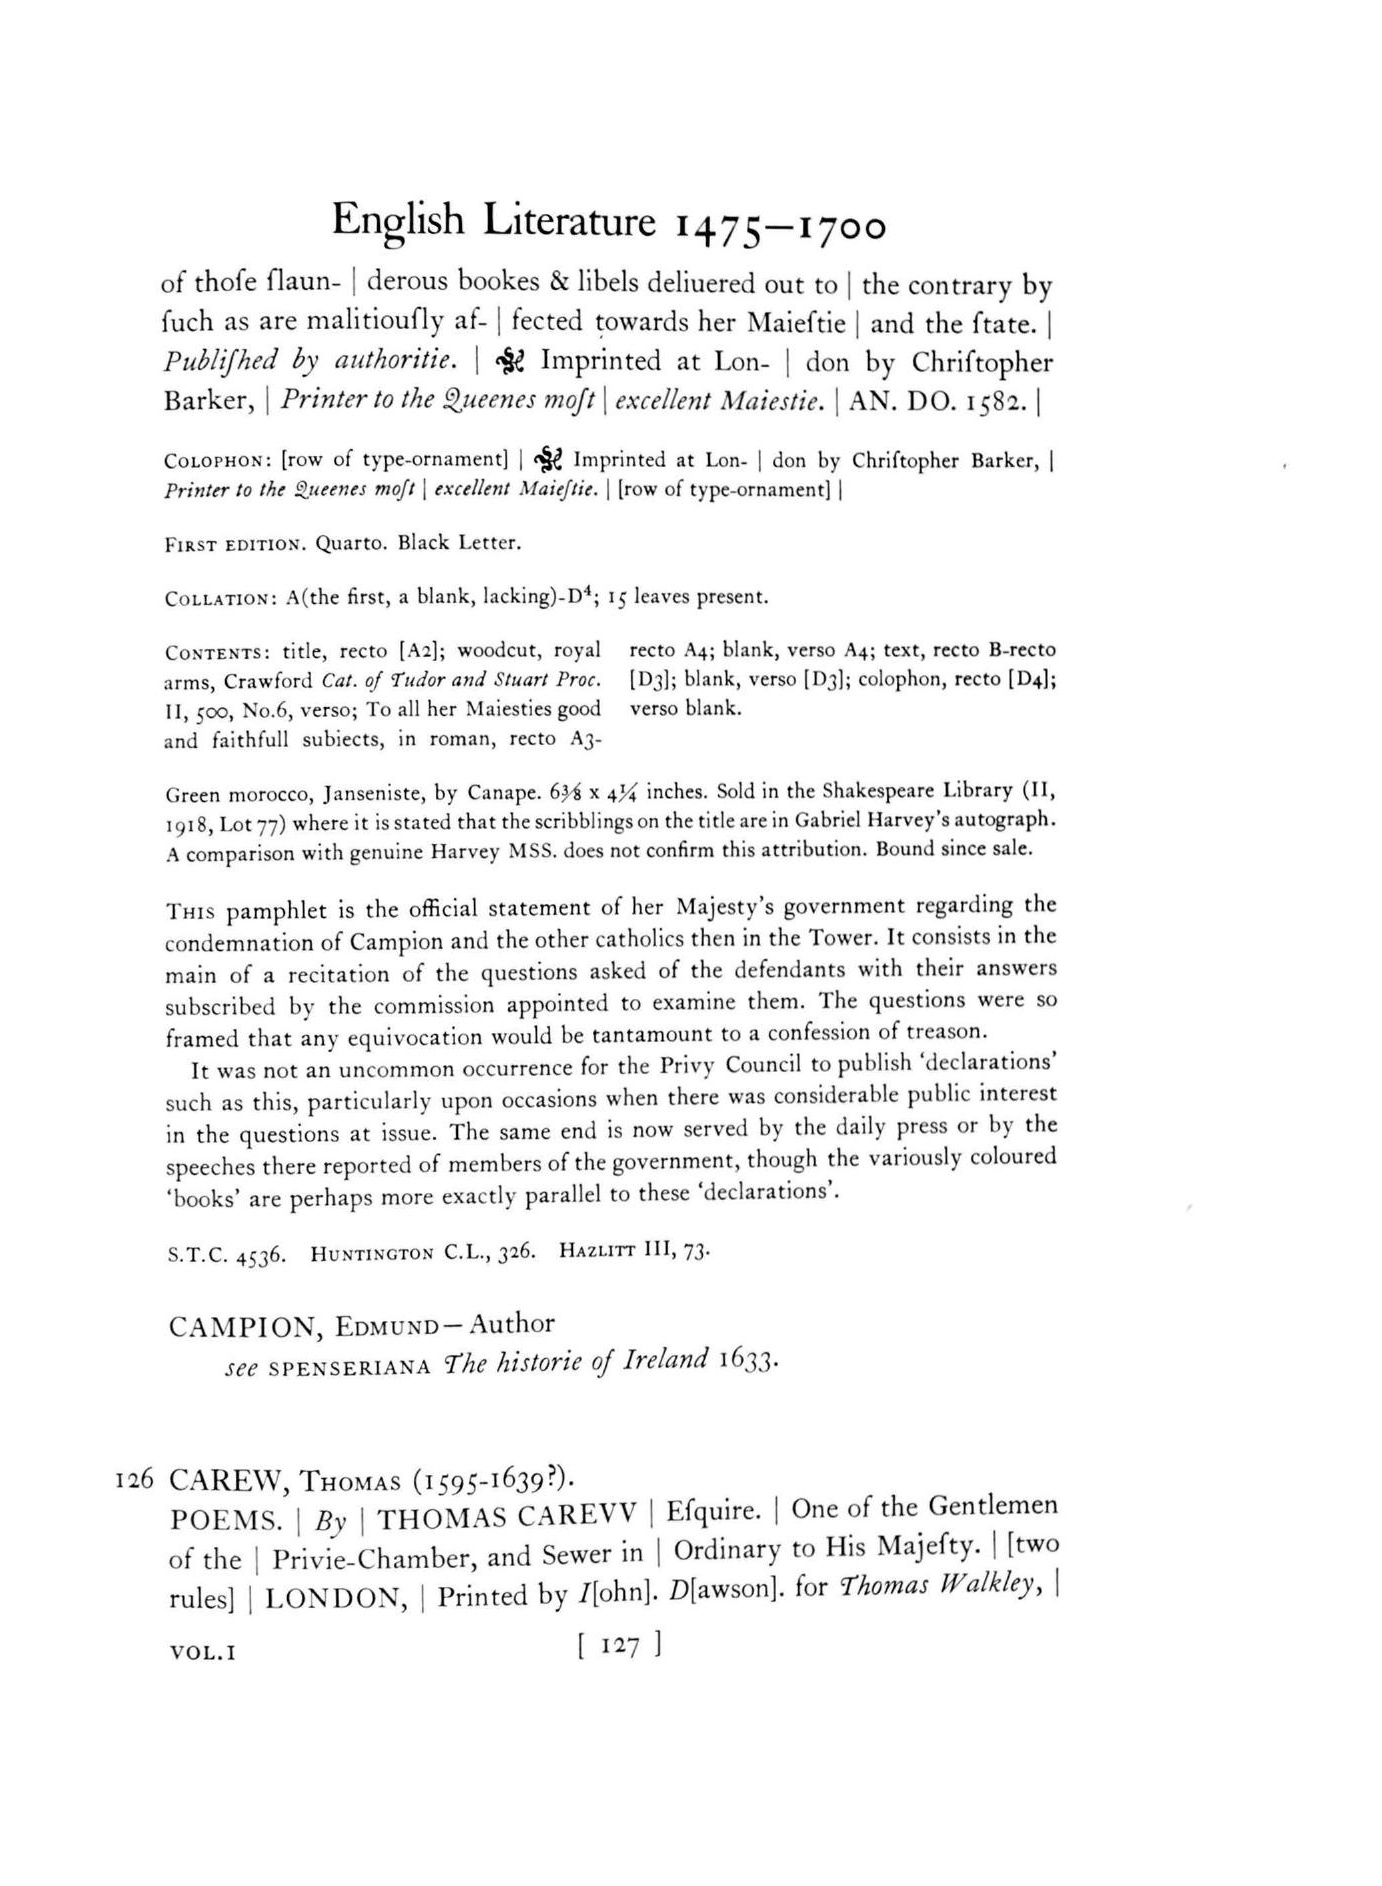 English Literature 1475–1700
of thoſe ſlaun- | derous bookes & libels deliuered out to | the contrary by
ſuch as are malitiouſly af- | fected towards her Maieſtie | and the ſtate. |
Publiſhed by authoritie. | ❧ Imprinted at Lon- | don by Chriſtopher
Barker, | Printer to the Queenes moſt | excellent Maiestie. | AN. DO. 1582. |
COLOPHON: [row of type-ornament] | ❧ Imprinted at Lon- | don by Chriſtopher Barker, |
Printer to the Queenes moſt | excellent Maieſtie. | [row of type-ornament] |
FIRST EDITION. Quarto. Black Letter.
COLLATION: A(the first, a blank, lacking)-D⁴; 15 leaves present.
CONTENTS: title, recto [A2]; woodcut, royal
arms, Crawford Cat. of Tudor and Stuart Proc.
II, 500, No.6, verso; To all her Maiesties good
and faithfull subiects, in roman, recto A3-
recto A4; blank, verso A4; text, recto B-recto
[D3]; blank, verso [D3]; colophon, recto [D4];
verso blank.
Green morocco, Janseniste, by Canape. 6⅜ x 4¼ inches. Sold in the Shakespeare Library (II,
1918, Lot 77) where it is stated that the scribblings on the title are in Gabriel Harvey's autograph.
A comparison with genuine Harvey MSS. does not confirm this attribution. Bound since sale.
THIS pamphlet is the official statement of her Majesty's government regarding the
condemnation of Campion and the other catholics then in the Tower. It consists in the
main of a recitation of the questions asked of the defendants with their answers
subscribed by the commission appointed to examine them. The questions were so
framed that any equivocation would be tantamount to a confession of treason.
It was not an uncommon occurrence for the Privy Council to publish 'declarations'
such as this, particularly upon occasions when there was considerable public interest
in the questions at issue. The same end is now served by the daily press or by the
speeches there reported of members of the government, though the variously coloured
'books' are perhaps more exactly parallel to these 'declarations'.
S.T.C. 4536. HUNTINGTON C.L., 326. HAZLITT III, 73.
CAMPION, EDMUND—Author
see SPENSERIANA The historie of Ireland 1633.
126 CAREW, THOMAS (1595-1639?).
POEMS. | By | THOMAS CAREVV | Eſquire. | One of the Gentlemen
of the | Privie-Chamber, and Sewer in | Ordinary to His Majeſty. | [two
rules] | LONDON, | Printed by I[ohn]. D[awson]. for Thomas Walkley, |
VOL.I [ 127 ]